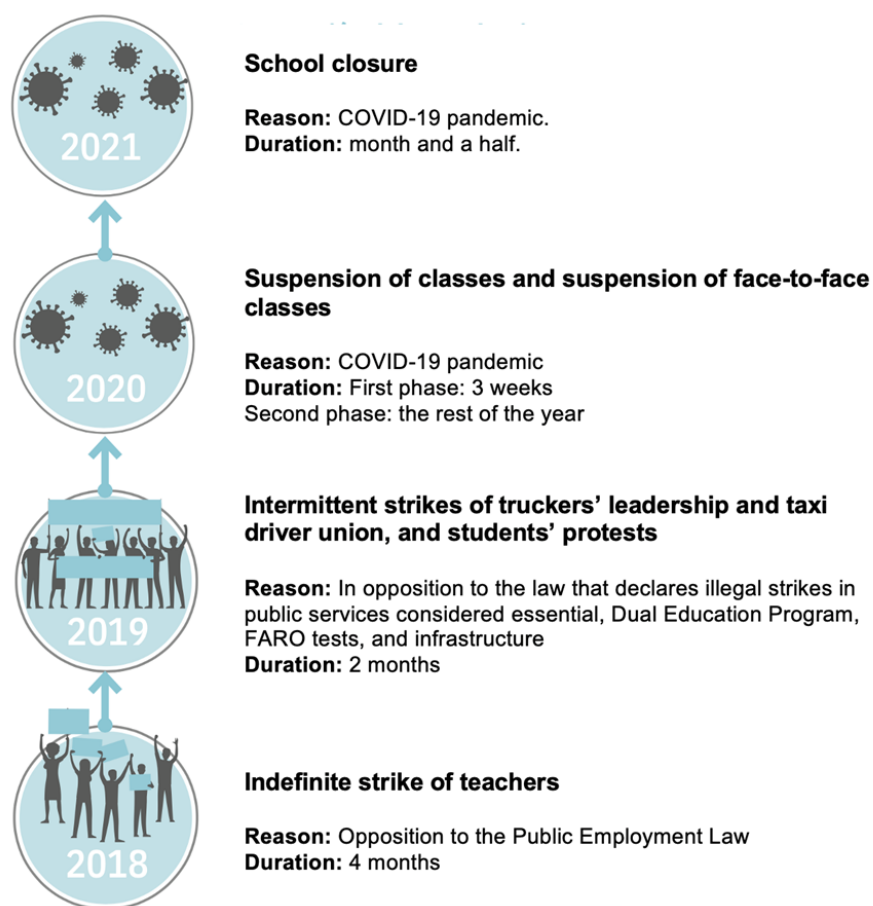 School closure
Reason: COVID-19 pandemic.
Duration: month and a half.
2021
Suspension of classes and suspension of face-to-face
classes
Reason: COVID-19 pandemic
Duration: First phase: 3 weeks
Second phase: the rest of the year
2020
Intermittent strikes of truckers’ leadership and taxi
driver union, and students’ protests
Reason: In opposition to the law that declares illegal strikes in
public services considered essential, Dual Education Program,
FARO tests, and infrastructure
Duration: 2 months
2019
Indefinite strike of teachers
Reason: Opposition to the Public Employment Law
Duration: 4 months
2018